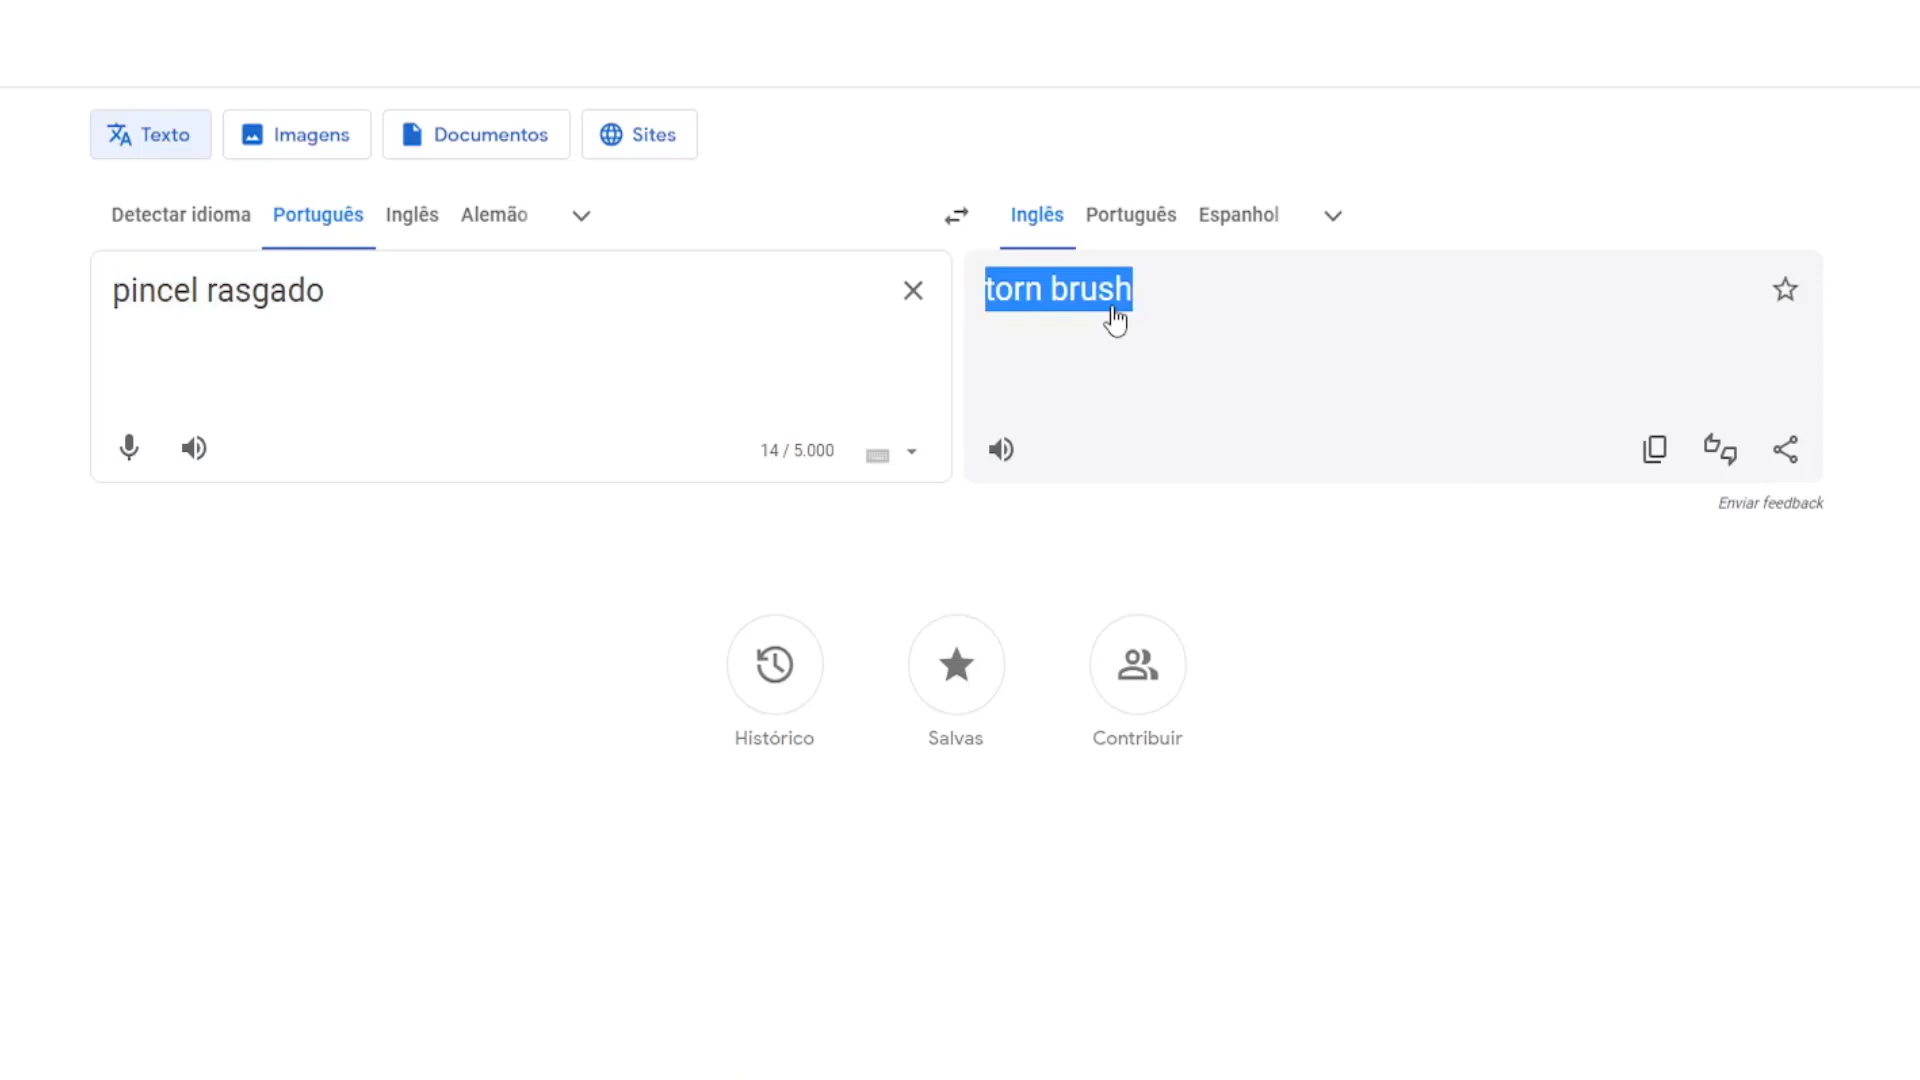 Texto Imagens Documentos Sites
Detectar idioma Português Inglês Alemão Inglês Português Espanhol
pincel rasgado
torn brush
14 / 5.000
Enviar feedback
Histórico Salvas Contribuir